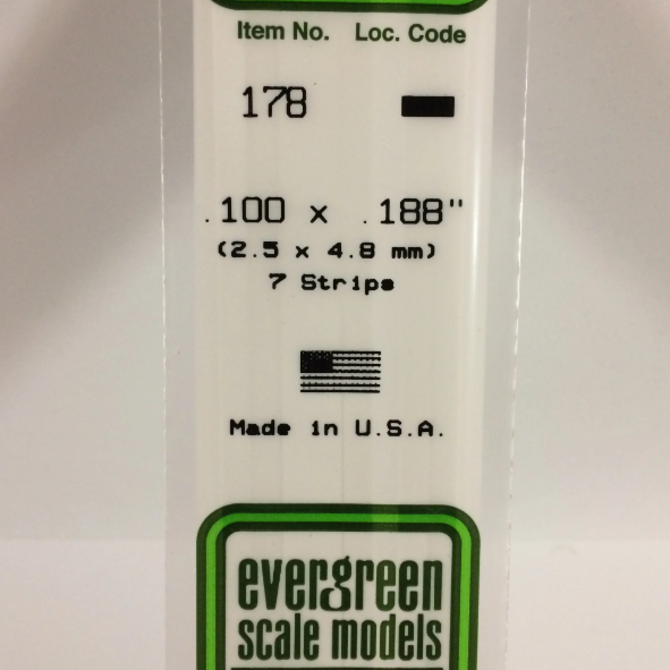 Item No. Loc. Code
178
.100 x .188"
(2.5 x 4.8 mm)
7 Strips
Made in U.S.A.
evergreen
scale models